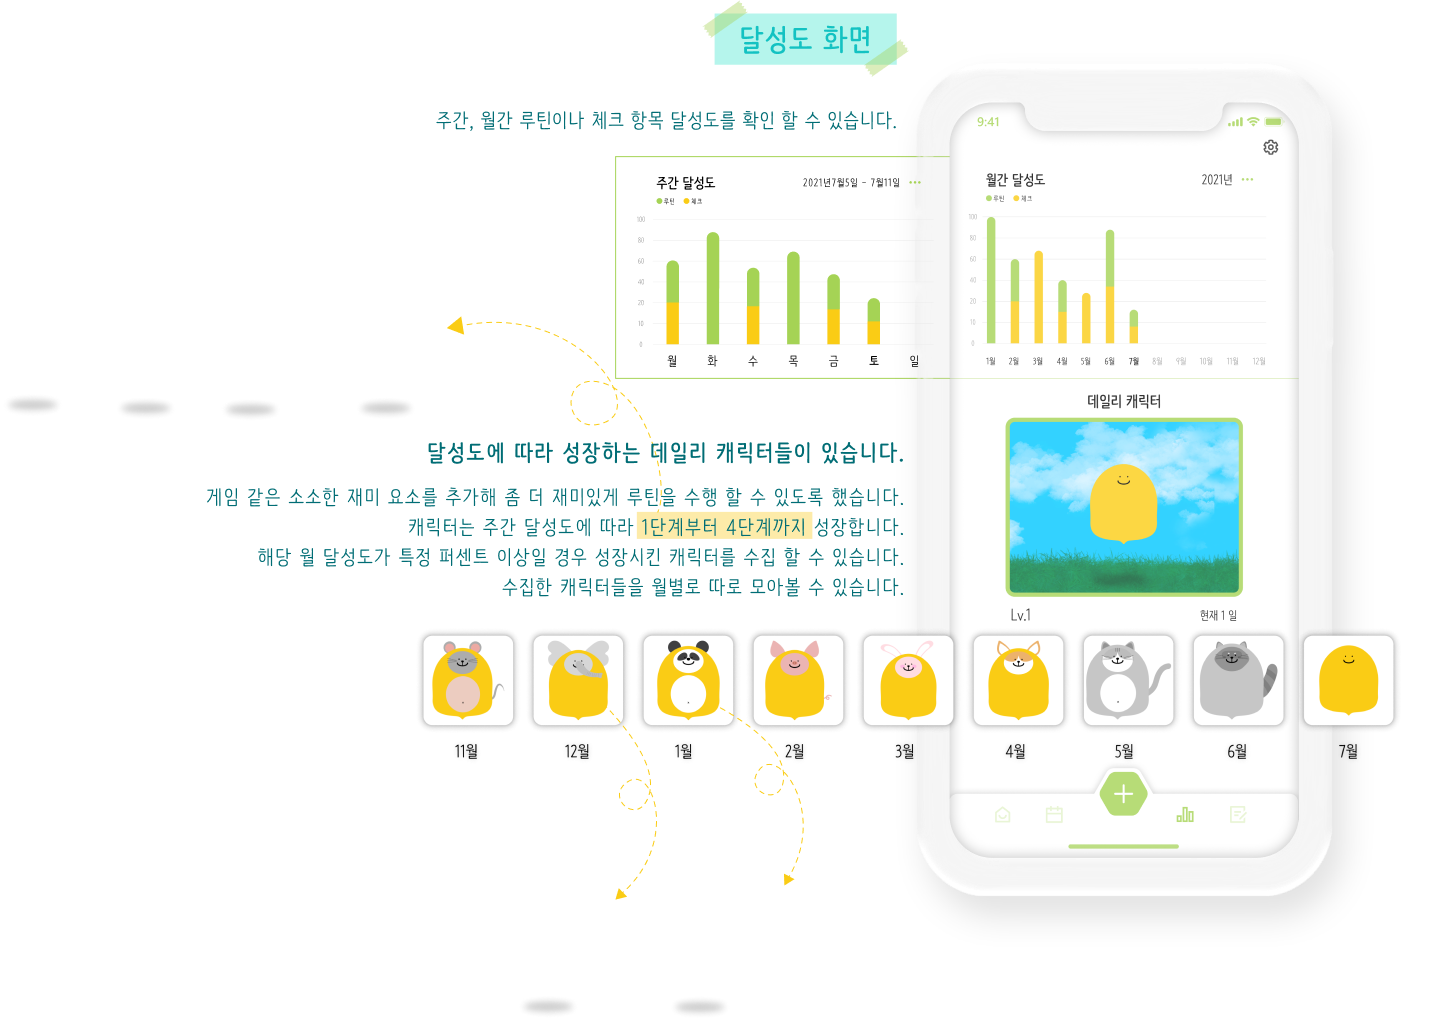 달성도 화면
주간, 월간 루틴이나 체크 항목 달성도를 확인 할 수 있습니다.
주간 달성도
2021년7월5일 - 7월11일
루틴 체크
100
80
60
40
20
10
0
월 화 수 목 금 토 일
9:41
월간 달성도
2021년
루틴 체크
100
80
60
40
20
10
0
1월 2월 3월 4월 5월 6월 7월 8월 9월 10월 11월 12월
데일리 캐릭터
달성도에 따라 성장하는 데일리 캐릭터들이 있습니다.
게임 같은 소소한 재미 요소를 추가해 좀 더 재미있게 루틴을 수행 할 수 있도록 했습니다.
캐릭터는 주간 달성도에 따라 1단계부터 4단계까지 성장합니다.
해당 월 달성도가 특정 퍼센트 이상일 경우 성장시킨 캐릭터를 수집 할 수 있습니다.
수집한 캐릭터들을 월별로 따로 모아볼 수 있습니다.
Lv.1
현재 1 일
11월 12월 1월 2월 3월 4월 5월 6월 7월